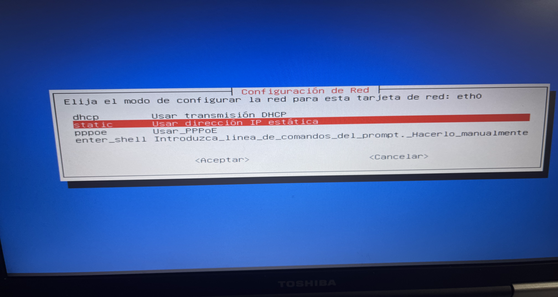 Configuración de Red
Elija el modo de configurar la red para esta tarjeta de red: eth0
dhcp Usar transmisión DHCP
static Usar dirección IP estática
pppoe Usar_PPPoE
enter_shell Introduzca_linea_de_comandos_del_prompt._Hacerlo_manualmente
<Aceptar> <Cancelar>
TOSHIBA